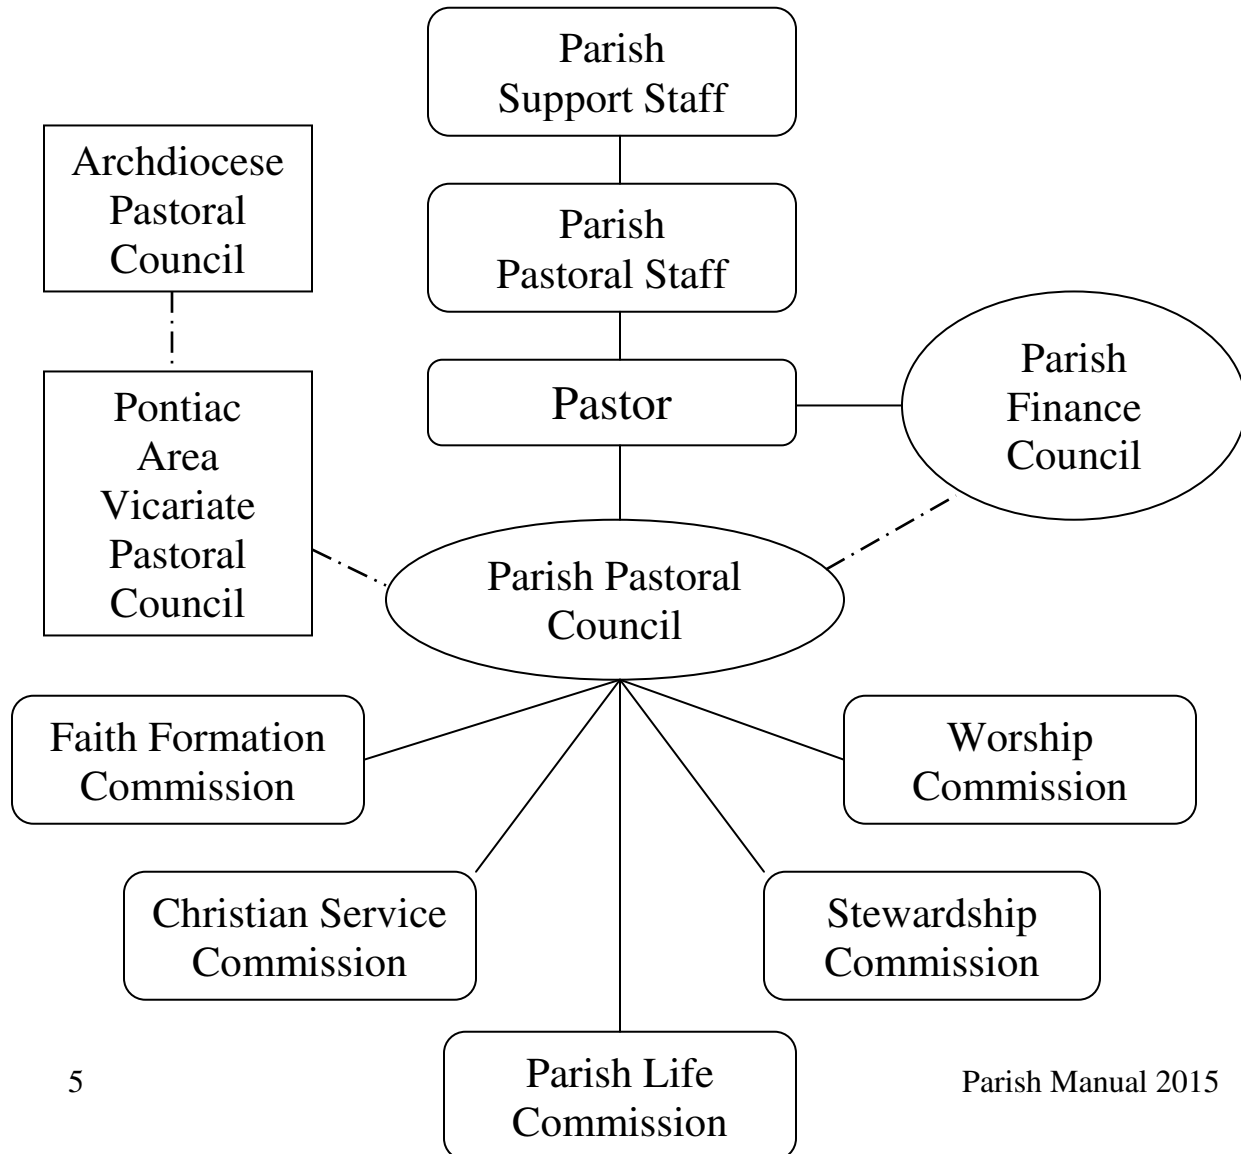 Parish
Support Staff
Archdiocese
Pastoral
Council
Parish
Pastoral Staff
Pontiac
Area
Vicariate
Pastoral
Council
Pastor
Parish
Finance
Council
Parish Pastoral
Council
Faith Formation
Commission
Worship
Commission
Christian Service
Commission
Stewardship
Commission
Parish Life
Commission
5
Parish Manual 2015